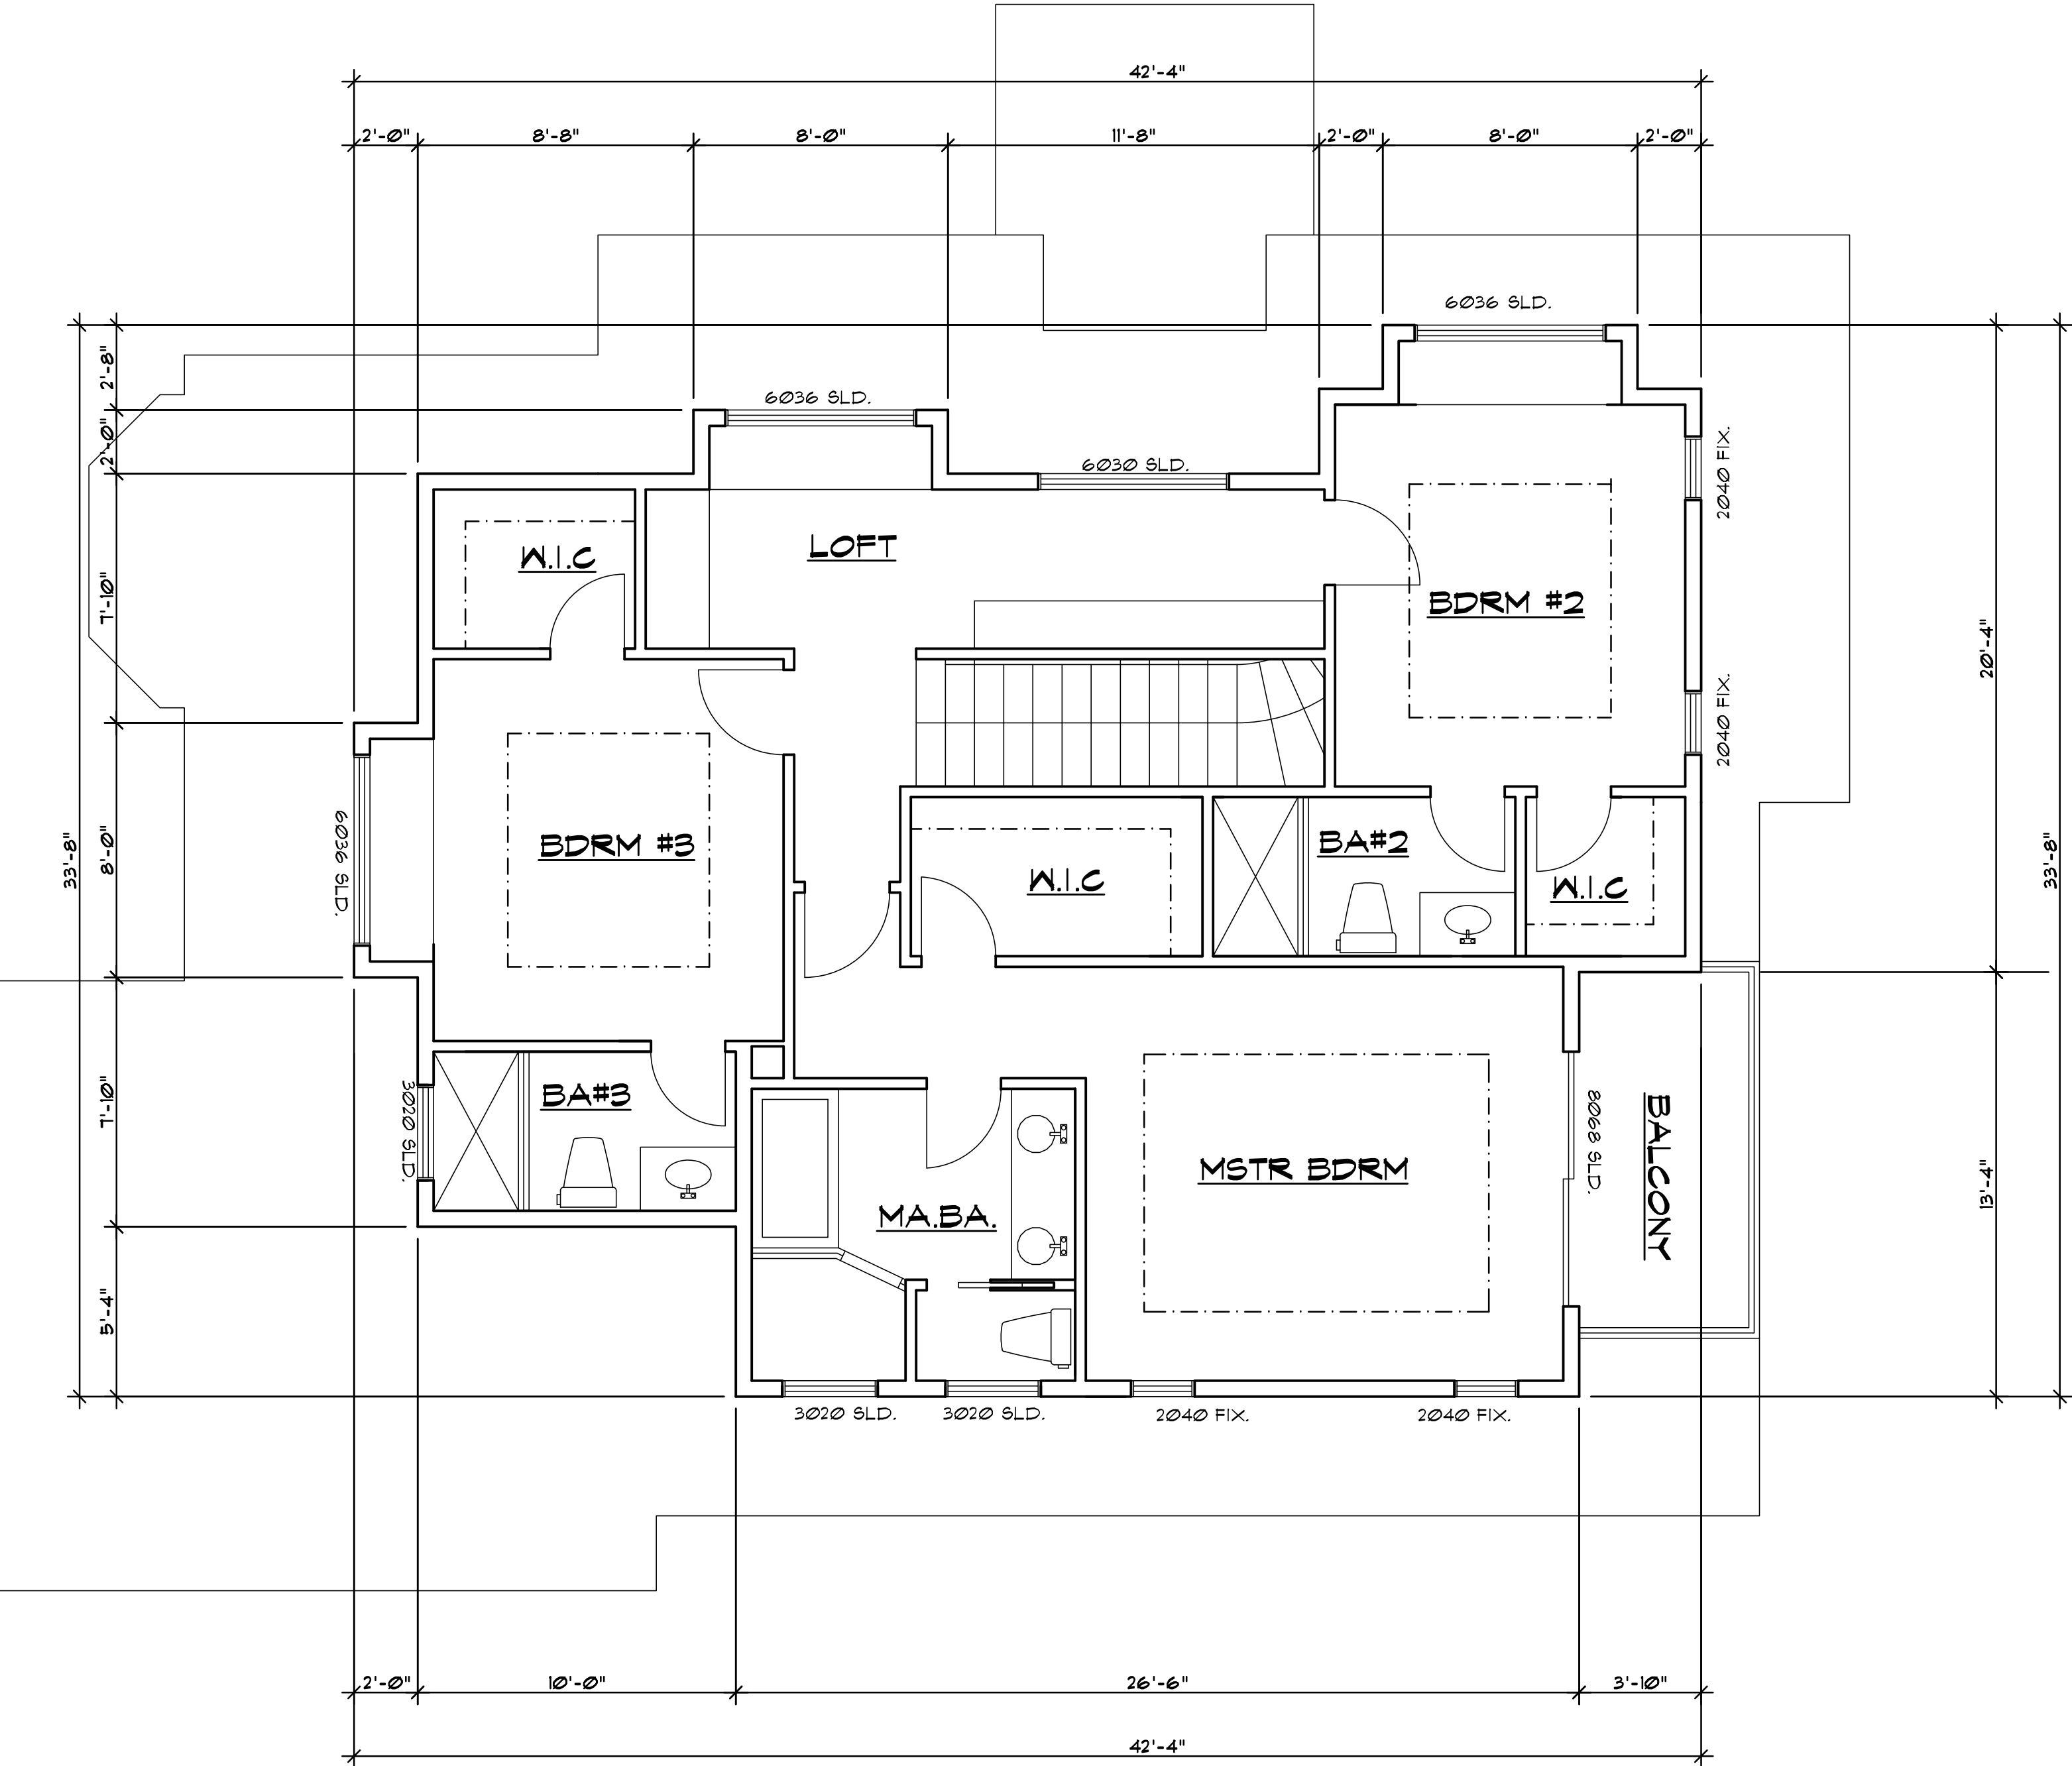 42'-4"
2'-0" 8'-8" 8'-0" 11'-8" 2'-0" 8'-0" 2'-0"
6036 SLD.
2'-8"
6036 SLD.
2'-0"
6030 SLD.
2040 FIX.
W.I.C
LOFT
7'-10"
BDRM #2
20'-4"
2040 FIX.
33'-8"
8'-0"
6036 SLD.
BDRM #3
BA#2
W.I.C
W.I.C
33'-8"
7'-10"
3020 SLD.
BA#3
8068 SLD.
BALCONY
MSTR BDRM
MA.BA.
13'-4"
5'-4"
3020 SLD. 3020 SLD. 2040 FIX. 2040 FIX.
2'-0" 10'-0" 26'-6" 3'-10"
42'-4"